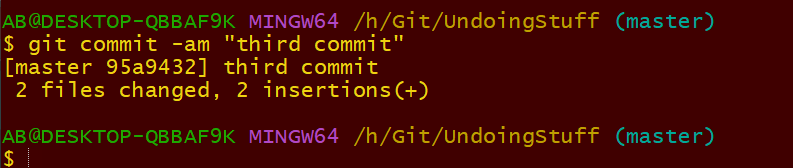 AB@DESKTOP-QBBAF9K MINGW64 /h/Git/UndoingStuff (master)
$ git commit -am "third commit"
[master 95a9432] third commit
 2 files changed, 2 insertions(+)
AB@DESKTOP-QBBAF9K MINGW64 /h/Git/UndoingStuff (master)
$